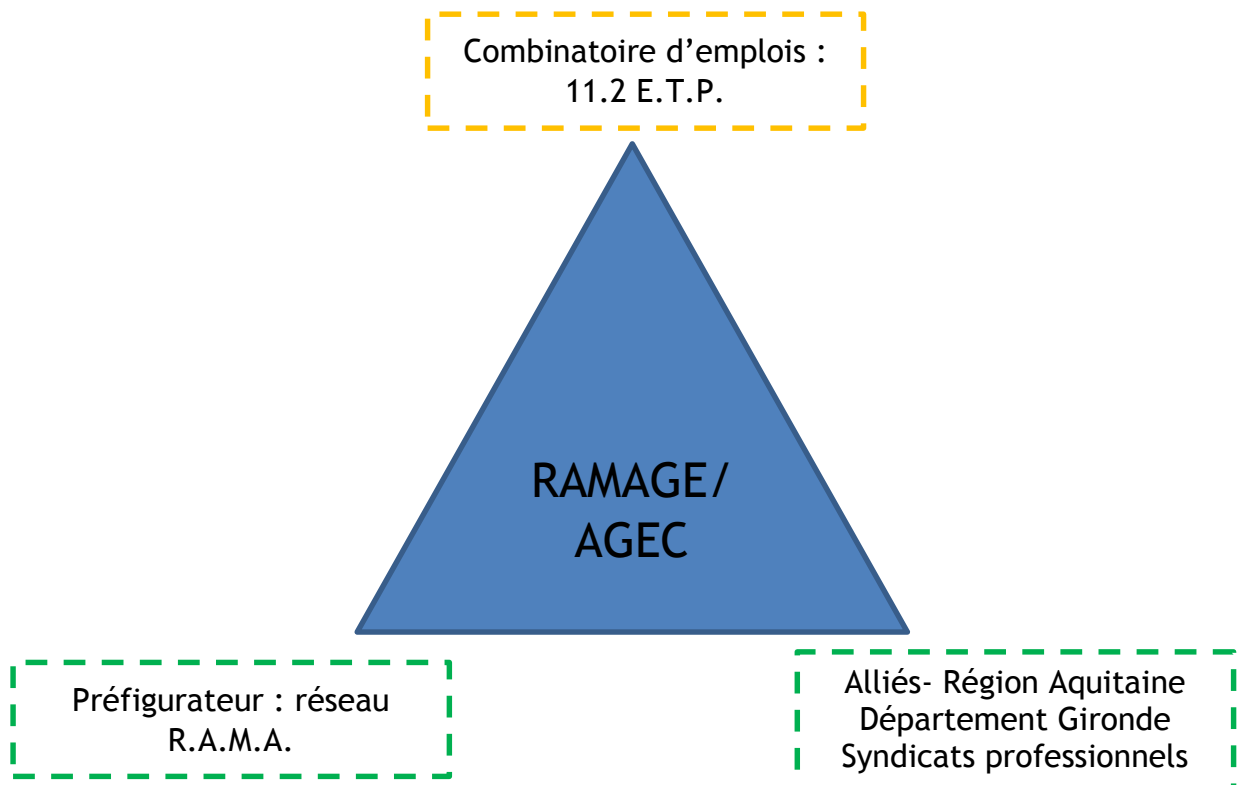 Combinatoire d’emplois :
11.2 E.T.P.
RAMAGE/
AGEC
Préfigurateur : réseau
R.A.M.A.
Alliés- Région Aquitaine
Département Gironde
Syndicats professionnels